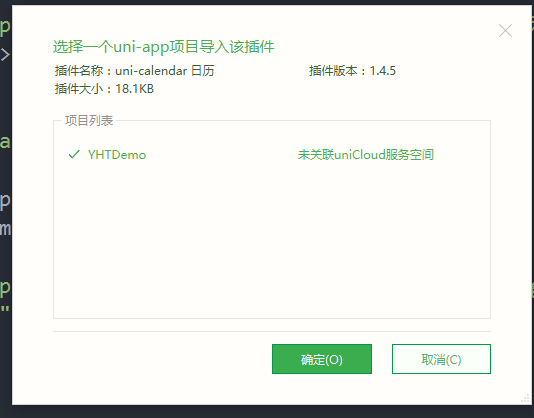 选择一个uni-app项目导入该插件
插件名称：uni-calendar 日历 插件版本：1.4.5
插件大小：18.1KB
项目列表
YHTDemo 未关联uniCloud服务空间
确定(O) 取消(C)